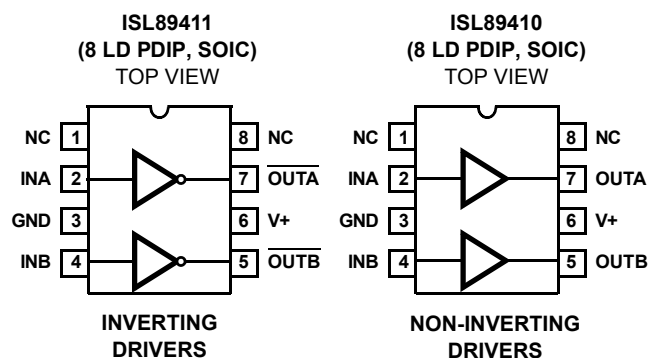 ISL89411
(8 LD PDIP, SOIC)
TOP VIEW
NC 1
8 NC
INA 2
7 OUTA
GND 3
6 V+
INB 4
5 OUTB
INVERTING
DRIVERS
ISL89410
(8 LD PDIP, SOIC)
TOP VIEW
NC 1
8 NC
INA 2
7 OUTA
GND 3
6 V+
INB 4
5 OUTB
NON-INVERTING
DRIVERS